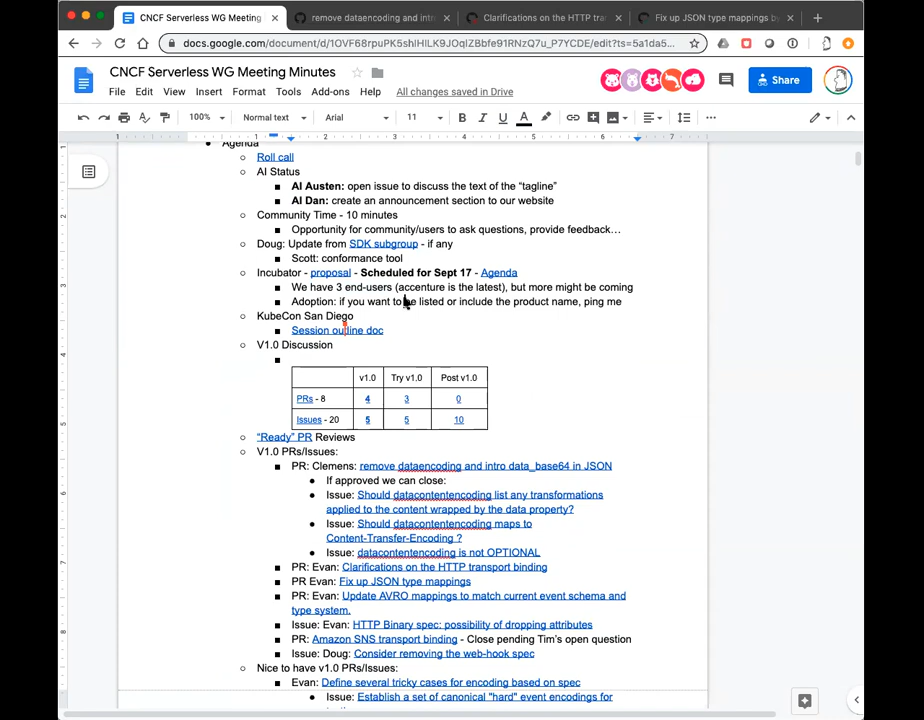 CNCF Serverless WG Meeting Minutes
remove dataencoding and intr
Clarifications on the HTTP tra
Fix up JSON type mappings by
docs.google.com/document/d/1OVF68rpuPK5shlHILK9JOqlZBbfe91RNzQ7u_P7YCDE/edit?ts=5a1da5...
CNCF Serverless WG Meeting Minutes
File Edit View Insert Format Tools Add-ons Help All changes saved in Drive
Share
100% Normal text Arial 11 B I U A
1 1 2 3 4 5 6 7
Agenda
Roll call
AI Status
AI Austen: open issue to discuss the text of the “tagline”
AI Dan: create an announcement section to our website
Community Time - 10 minutes
Opportunity for community/users to ask questions, provide feedback…
Doug: Update from SDK subgroup - if any
Scott: conformance tool
Incubator - proposal - Scheduled for Sept 17 - Agenda
We have 3 end-users (accenture is the latest), but more might be coming
Adoption: if you want to be listed or include the product name, ping me
KubeCon San Diego
Session outline doc
V1.0 Discussion
v1.0 Try v1.0 Post v1.0
PRs - 8 4 3 0
Issues - 20 5 5 10
“Ready” PR Reviews
V1.0 PRs/Issues:
PR: Clemens: remove dataencoding and intro data_base64 in JSON
If approved we can close:
Issue: Should datacontentencoding list any transformations
applied to the content wrapped by the data property?
Issue: Should datacontentencoding maps to
Content-Transfer-Encoding ?
Issue: datacontentencoding is not OPTIONAL
PR: Evan: Clarifications on the HTTP transport binding
PR Evan: Fix up JSON type mappings
PR: Evan: Update AVRO mappings to match current event schema and
type system.
Issue: Evan: HTTP Binary spec: possibility of dropping attributes
PR: Amazon SNS transport binding - Close pending Tim’s open question
Issue: Doug: Consider removing the web-hook spec
Nice to have v1.0 PRs/Issues:
Evan: Define several tricky cases for encoding based on spec
Issue: Establish a set of canonical "hard" event encodings for